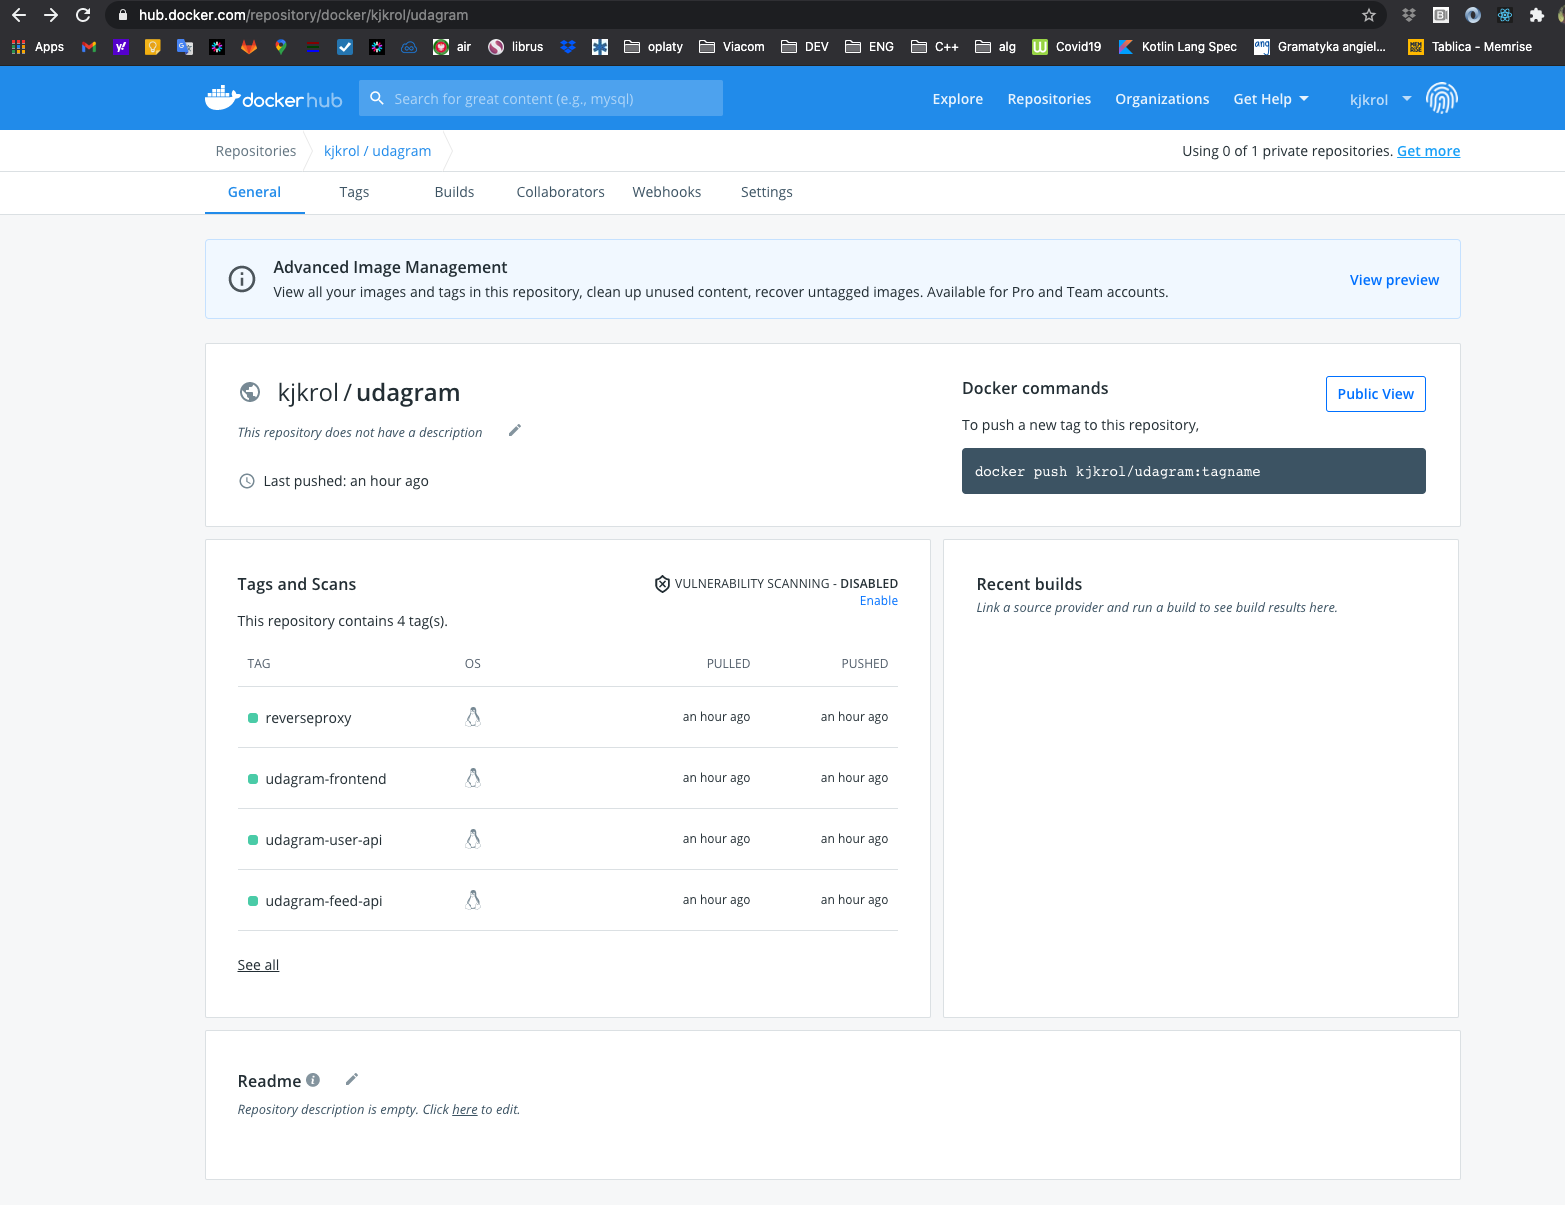 hub.docker.com/repository/docker/kjkrol/udagram
Apps air librus oplaty Viacom DEV ENG C++ alg Covid19 Kotlin Lang Spec Gramatyka angiel... Tablica - Memrise
dockerhub Search for great content (e.g., mysql) Explore Repositories Organizations Get Help kjkrol
Repositories kjkrol / udagram Using 0 of 1 private repositories. Get more
General Tags Builds Collaborators Webhooks Settings
Advanced Image Management
View all your images and tags in this repository, clean up unused content, recover untagged images. Available for Pro and Team accounts.
View preview
kjkrol / udagram
This repository does not have a description
Last pushed: an hour ago
Docker commands
Public View
To push a new tag to this repository,
docker push kjkrol/udagram:tagname
Tags and Scans
VULNERABILITY SCANNING - DISABLED
Enable
This repository contains 4 tag(s).
TAG OS PULLED PUSHED
reverseproxy an hour ago an hour ago
udagram-frontend an hour ago an hour ago
udagram-user-api an hour ago an hour ago
udagram-feed-api an hour ago an hour ago
See all
Recent builds
Link a source provider and run a build to see build results here.
Readme
Repository description is empty. Click here to edit.